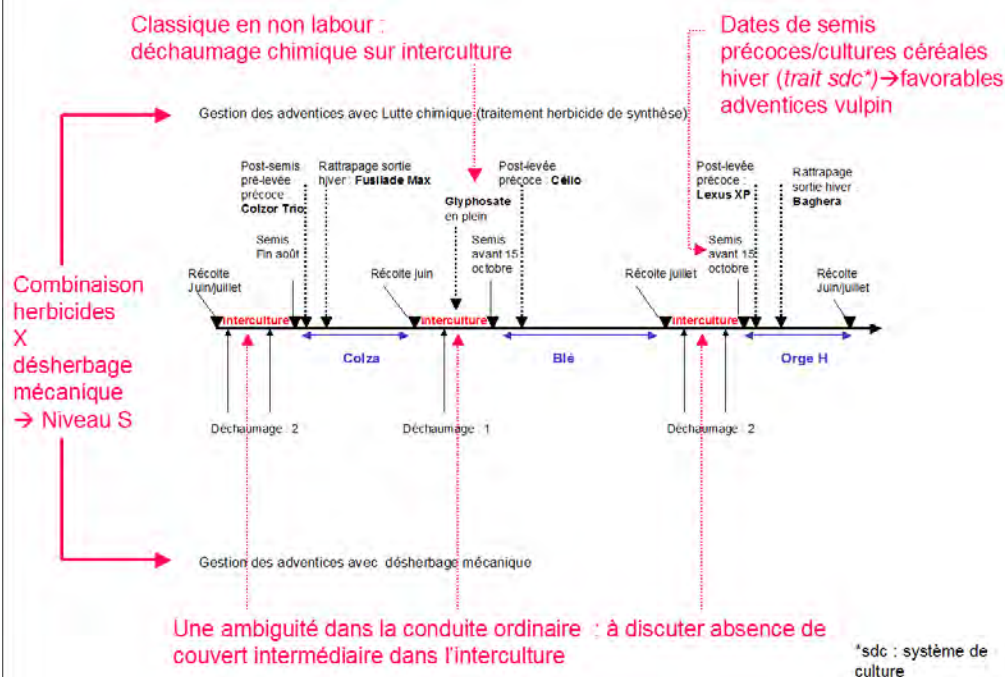 Classique en non labour :
déchaumage chimique sur interculture
Dates de semis
précoces/cultures céréales
hiver (trait sdc*)→favorables
adventices vulpin
Gestion des adventices avec Lutte chimique (traitement herbicide de synthèse)
Post-semis
pré-levée
précoce :
Colzor Trio
Rattrapage sortie
hiver : Fusilade Max
Glyphosate
en plein
Post-levée
précoce : Célio
Post-levée
précoce :
Lexus XP
Rattrapage
sortie hiver :
Baghera
Semis
Fin août
Semis
avant 15
octobre
Semis
avant 15
octobre
Récolte
Juin/juillet
Récolte juin
Récolte juillet
Récolte
Juin/juillet
Interculture
Interculture
Interculture
Colza
Blé
Orge H
Combinaison
herbicides
X
désherbage
mécanique
→ Niveau S
Déchaumage : 2
Déchaumage : 1
Déchaumage : 2
Gestion des adventices avec désherbage mécanique
Une ambiguité dans la conduite ordinaire : à discuter absence de
couvert intermédiaire dans l'interculture
*sdc : système de
culture